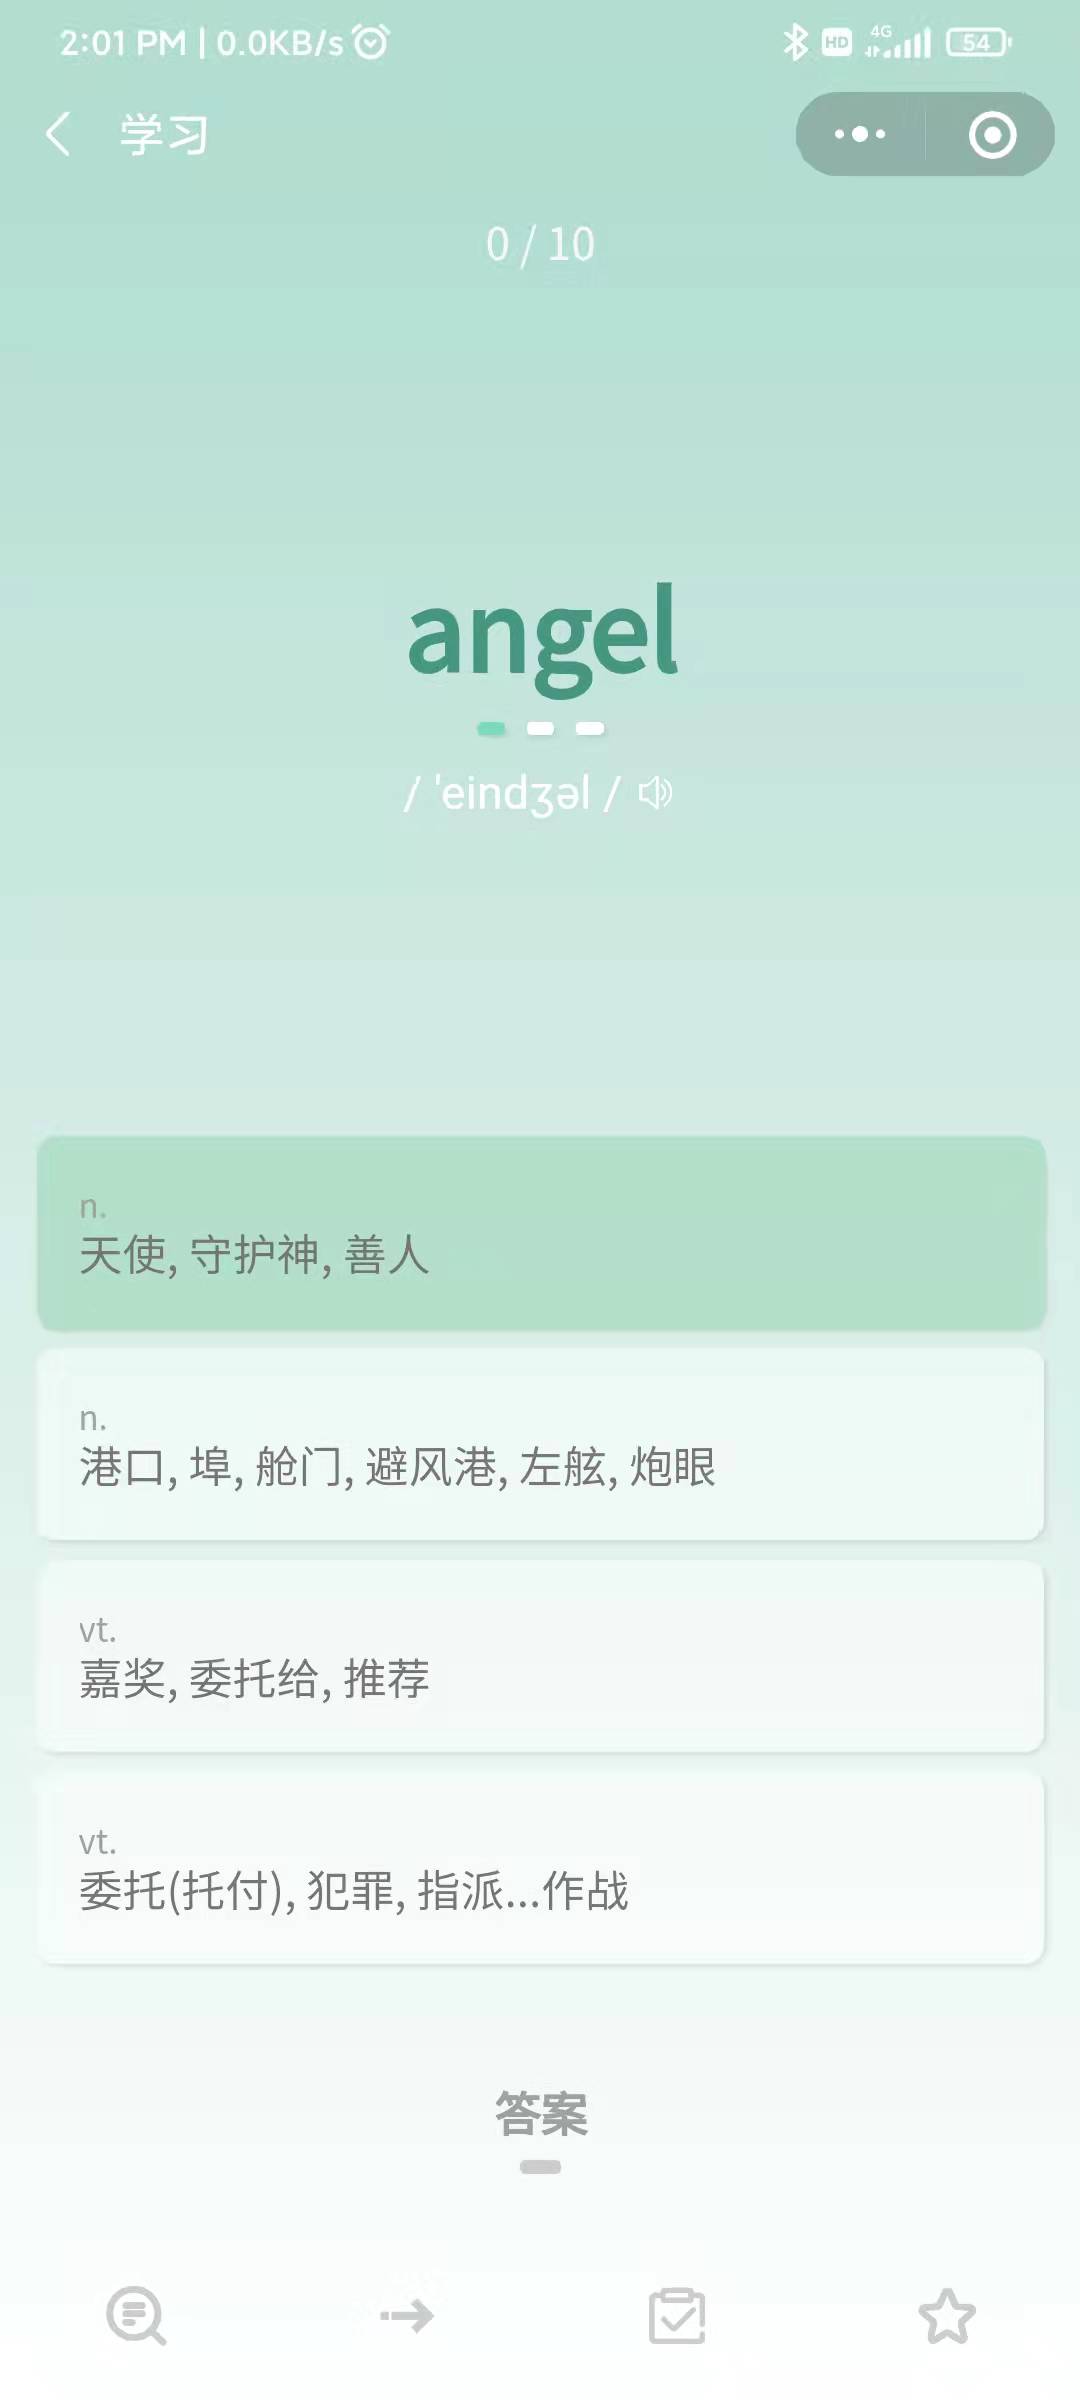 2:01 PM | 0.0KB/s
HD 4G 54
学习
0 / 10
angel
/ 'eindʒəl /
n.
天使, 守护神, 善人
n.
港口, 埠, 舱门, 避风港, 左舷, 炮眼
vt.
嘉奖, 委托给, 推荐
vt.
委托(托付), 犯罪, 指派...作战
答案